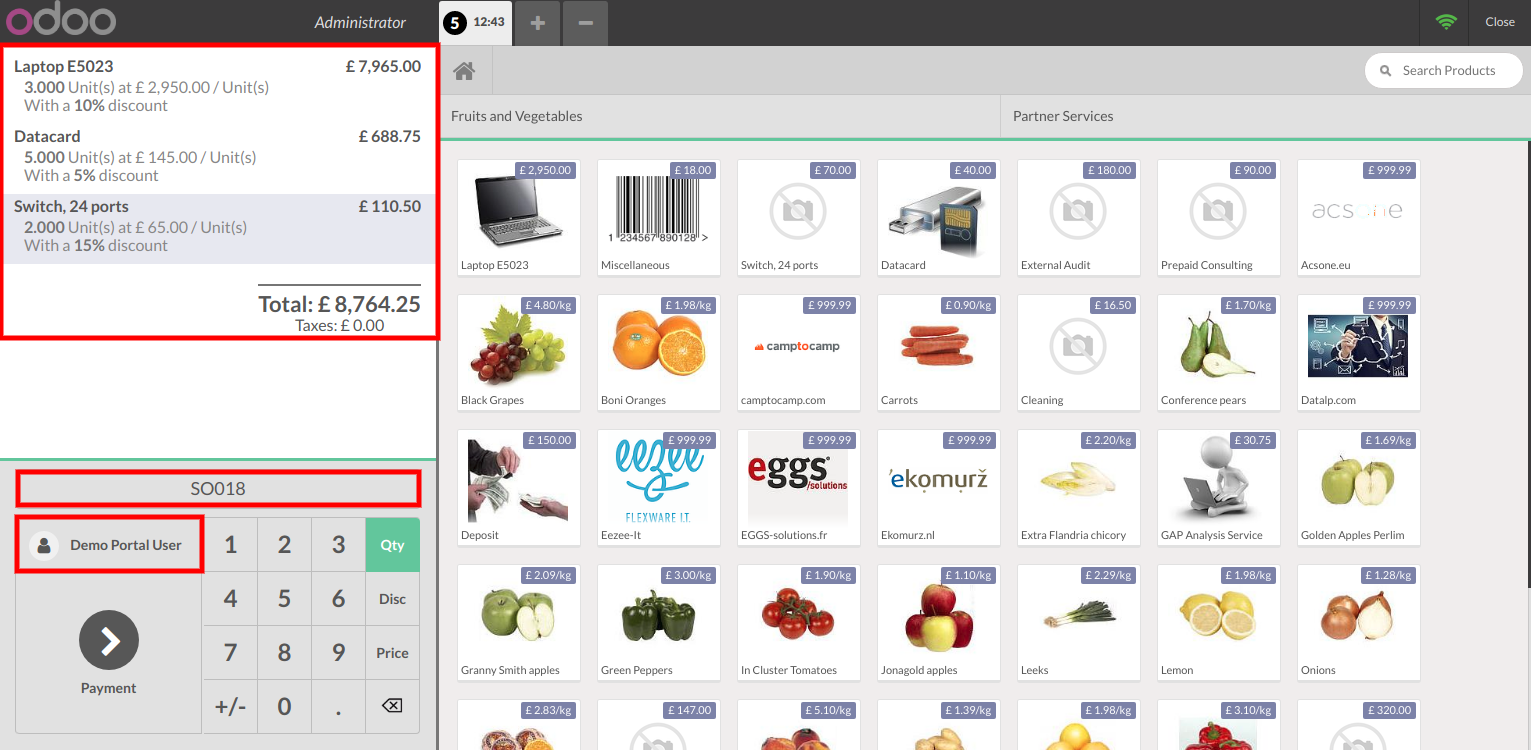 odoo
Administrator
5 12:43
+
−
Close
Laptop E5023 £ 7,965.00
3.000 Unit(s) at £ 2,950.00 / Unit(s)
With a 10% discount
Datacard £ 688.75
5.000 Unit(s) at £ 145.00 / Unit(s)
With a 5% discount
Switch, 24 ports £ 110.50
2.000 Unit(s) at £ 65.00 / Unit(s)
With a 15% discount
Total: £ 8,764.25
Taxes: £ 0.00
SO018
Demo Portal User
Payment
1 2 3 Qty
4 5 6 Disc
7 8 9 Price
+/- 0 .
Search Products
Fruits and Vegetables Partner Services
£ 2,950.00 £ 18.00 £ 70.00 £ 40.00 £ 180.00 £ 90.00 £ 999.99
1 234567 890128 >
acsone
Laptop E5023 Miscellaneous Switch, 24 ports Datacard External Audit Prepaid Consulting Acsone.eu
£ 4.80/kg £ 1.98/kg £ 999.99 £ 0.90/kg £ 16.50 £ 1.70/kg £ 999.99
camptocamp
Black Grapes Boni Oranges camptocamp.com Carrots Cleaning Conference pears Datalp.com
£ 150.00 £ 999.99 £ 999.99 £ 999.99 £ 2.20/kg £ 30.75 £ 1.69/kg
eezee
FLEXWARE I.T.
eggs
/solutions
'ekomurž
Deposit Eezee-It EGGS-solutions.fr Ekomurz.nl Extra Flandria chicory GAP Analysis Service Golden Apples Perlim
£ 2.09/kg £ 3.00/kg £ 1.90/kg £ 1.10/kg £ 2.29/kg £ 1.98/kg £ 1.28/kg
Granny Smith apples Green Peppers In Cluster Tomatoes Jonagold apples Leeks Lemon Onions
£ 2.83/kg £ 147.00 £ 5.10/kg £ 1.39/kg £ 1.98/kg £ 3.10/kg £ 320.00